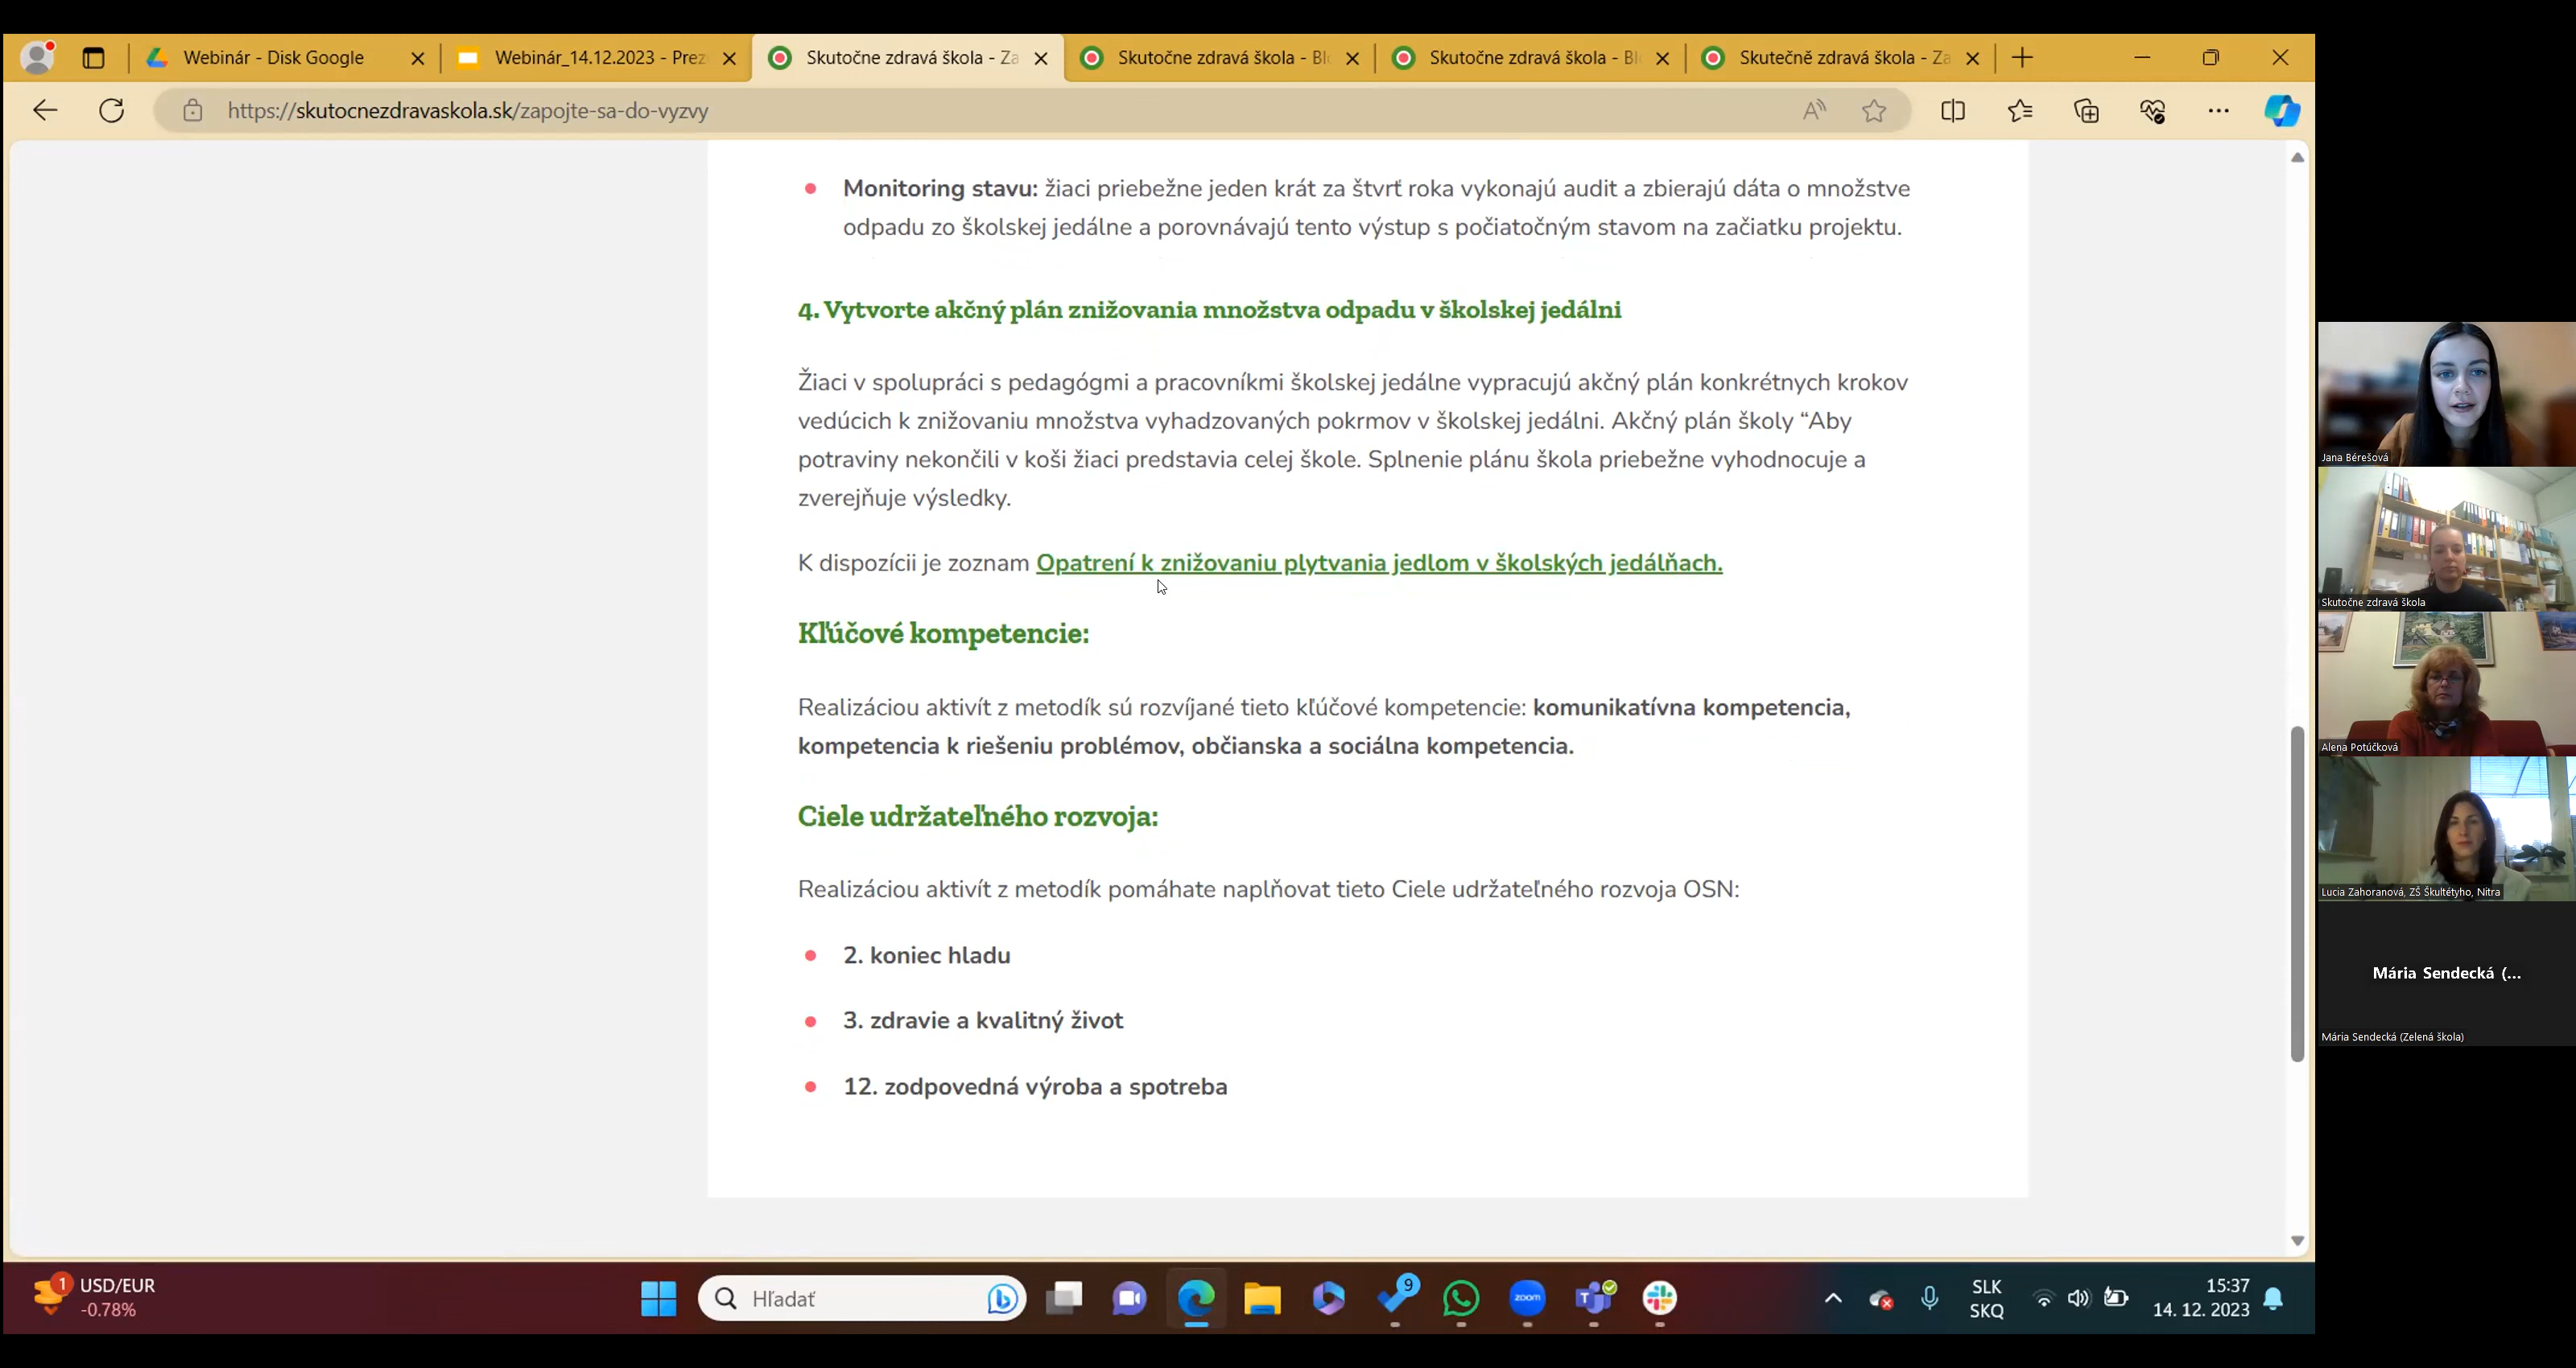 Webinár - Disk Google
Webinár_14.12.2023 - Prez
Skutočne zdravá škola - Za
Skutočne zdravá škola - Blo
Skutočne zdravá škola - Bl
Skutečně zdravá škola - Za
https://skutocnezdravaskola.sk/zapojte-sa-do-vyzvy
Monitoring stavu: žiaci priebežne jeden krát za štvrť roka vykonajú audit a zbierajú dáta o množstve
odpadu zo školskej jedálne a porovnávajú tento výstup s počiatočným stavom na začiatku projektu.
4. Vytvorte akčný plán znižovania množstva odpadu v školskej jedálni
Žiaci v spolupráci s pedagógmi a pracovníkmi školskej jedálne vypracujú akčný plán konkrétnych krokov
vedúcich k znižovaniu množstva vyhadzovaných pokrmov v školskej jedálni. Akčný plán školy “Aby
potraviny nekončili v koši žiaci predstavia celej škole. Splnenie plánu škola priebežne vyhodnocuje a
zverejňuje výsledky.
K dispozícii je zoznam Opatrení k znižovaniu plytvania jedlom v školských jedálňach.
Kľúčové kompetencie:
Realizáciou aktivít z metodík sú rozvíjané tieto kľúčové kompetencie: komunikatívna kompetencia,
kompetencia k riešeniu problémov, občianska a sociálna kompetencia.
Ciele udržateľného rozvoja:
Realizáciou aktivít z metodík pomáhate naplňovat tieto Ciele udržateľného rozvoja OSN:
2. koniec hladu
3. zdravie a kvalitný život
12. zodpovedná výroba a spotreba
Jana Bérešová
Skutočne zdravá škola
Alena Potúčková
Lucia Zahoranová, ZŠ Škultétyho, Nitra
Mária Sendecká (...
Mária Sendecká (Zelená škola)
1
USD/EUR
-0.78%
Hľadať
9
zoom
SLK
SKQ
15:37
14. 12. 2023